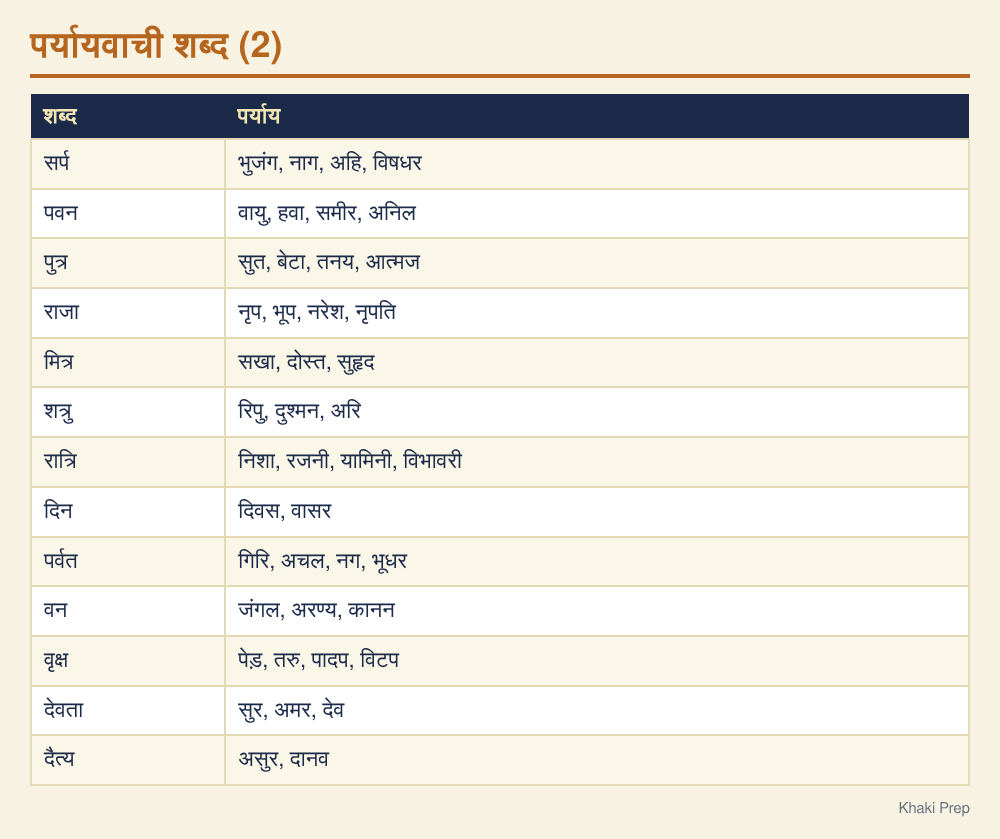 पर्यायवाची शब्द (2)
शब्द पर्याय
सर्प भुजंग, नाग, अहि, विषधर
पवन वायु, हवा, समीर, अनिल
पुत्र सुत, बेटा, तनय, आत्मज
राजा नृप, भूप, नरेश, नृपति
मित्र सखा, दोस्त, सुहृद
शत्रु रिपु, दुश्मन, अरि
रात्रि निशा, रजनी, यामिनी, विभावरी
दिन दिवस, वासर
पर्वत गिरि, अचल, नग, भूधर
वन जंगल, अरण्य, कानन
वृक्ष पेड़, तरु, पादप, विटप
देवता सुर, अमर, देव
दैत्य असुर, दानव
Khaki Prep